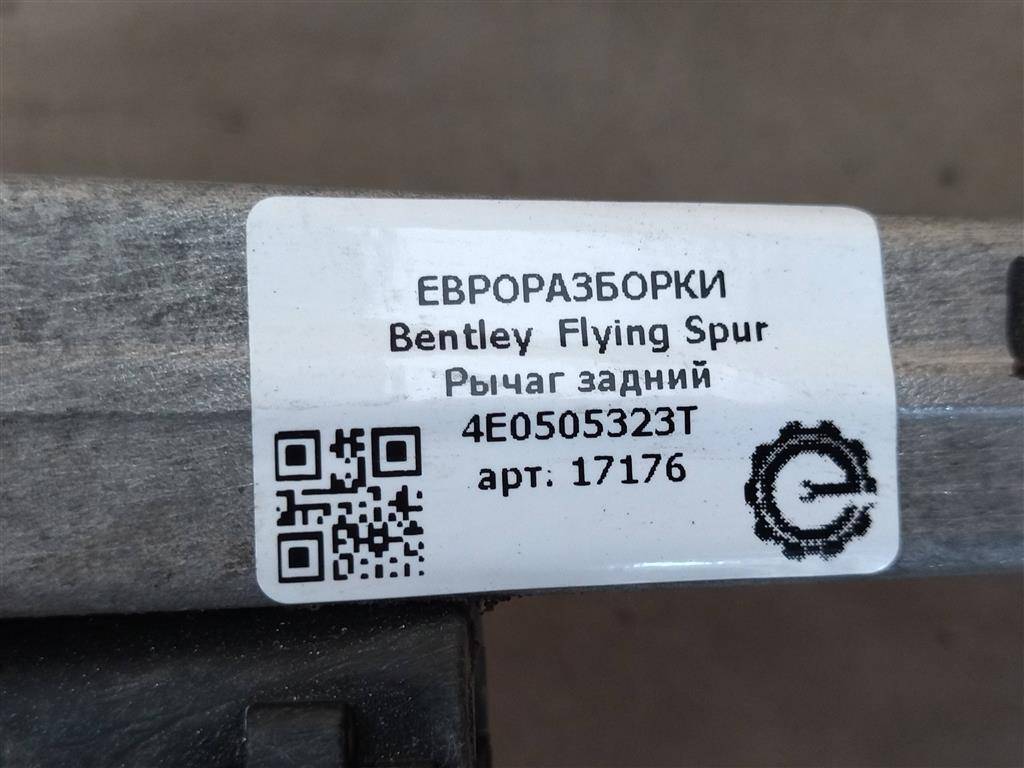 ЕВРОРАЗБОРКИ
Bentley Flying Spur
Рычаг задний
4E0505323T
арт. 17176